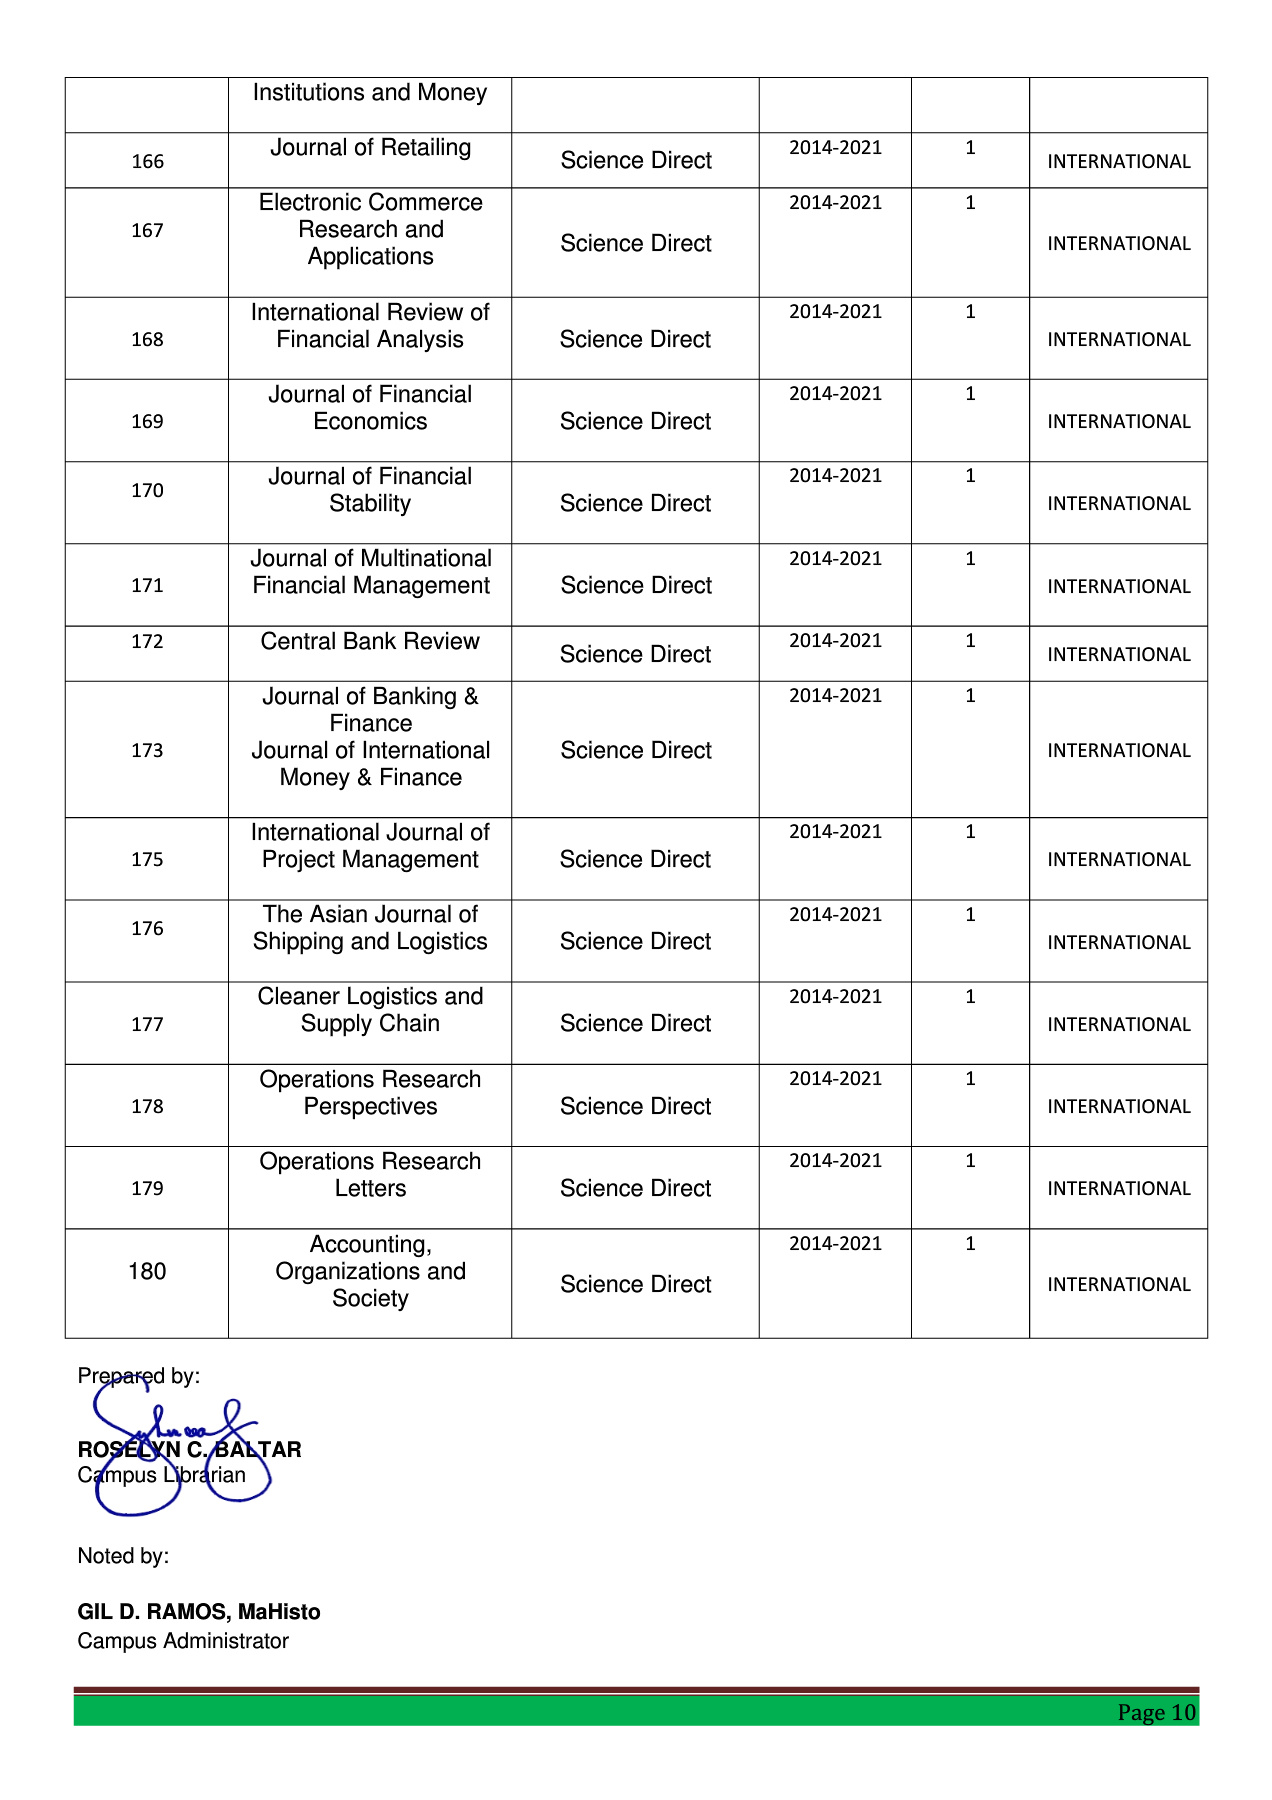 Institutions and Money
166 Journal of Retailing Science Direct 2014-2021 1 INTERNATIONAL
167 Electronic Commerce
Research and
Applications Science Direct 2014-2021 1 INTERNATIONAL
168 International Review of
Financial Analysis Science Direct 2014-2021 1 INTERNATIONAL
169 Journal of Financial
Economics Science Direct 2014-2021 1 INTERNATIONAL
170 Journal of Financial
Stability Science Direct 2014-2021 1 INTERNATIONAL
171 Journal of Multinational
Financial Management Science Direct 2014-2021 1 INTERNATIONAL
172 Central Bank Review Science Direct 2014-2021 1 INTERNATIONAL
173 Journal of Banking &
Finance
Journal of International
Money & Finance Science Direct 2014-2021 1 INTERNATIONAL
175 International Journal of
Project Management Science Direct 2014-2021 1 INTERNATIONAL
176 The Asian Journal of
Shipping and Logistics Science Direct 2014-2021 1 INTERNATIONAL
177 Cleaner Logistics and
Supply Chain Science Direct 2014-2021 1 INTERNATIONAL
178 Operations Research
Perspectives Science Direct 2014-2021 1 INTERNATIONAL
179 Operations Research
Letters Science Direct 2014-2021 1 INTERNATIONAL
180 Accounting,
Organizations and
Society Science Direct 2014-2021 1 INTERNATIONAL
Prepared by:
ROSELYN C. BALTAR
Campus Librarian
Noted by:
GIL D. RAMOS, MaHisto
Campus Administrator
Page 10